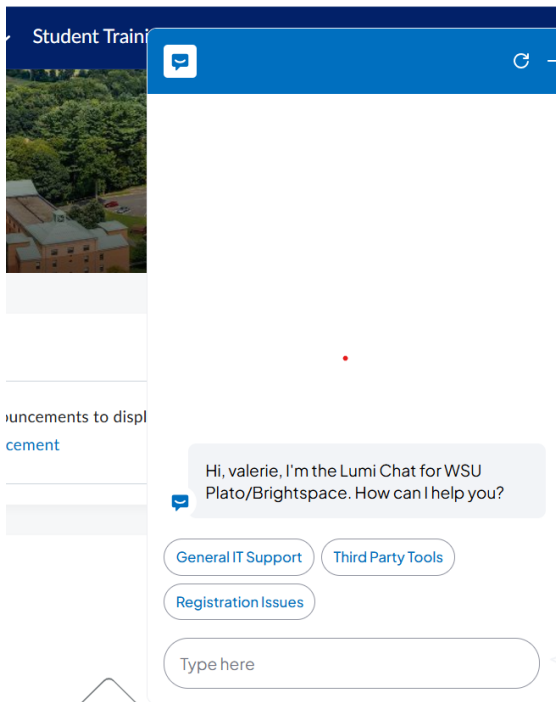 Student Traini
ouncements to displ
cement
Hi, valerie, I'm the Lumi Chat for WSU
Plato/Brightspace. How can I help you?
General IT Support
Third Party Tools
Registration Issues
Type here